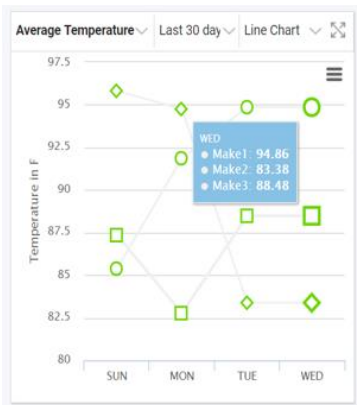 Average Temperature Last 30 day Line Chart
97.5
95
92.5
90
87.5
85
82.5
80
Temperature in F
WED
Make1: 94.86
Make2: 83.38
Make3: 88.48
SUN MON TUE WED